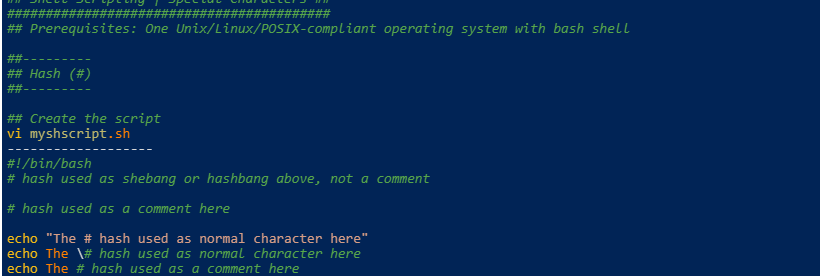 ## Shell Scripting | Special Characters ##
##########################################
## Prerequisites: One Unix/Linux/POSIX-compliant operating system with bash shell
##---------
## Hash (#)
##---------
## Create the script
vi myshscript.sh
-------------------
#!/bin/bash
# hash used as shebang or hashbang above, not a comment
# hash used as a comment here
echo "The # hash used as normal character here"
echo The \# hash used as normal character here
echo The # hash used as a comment here